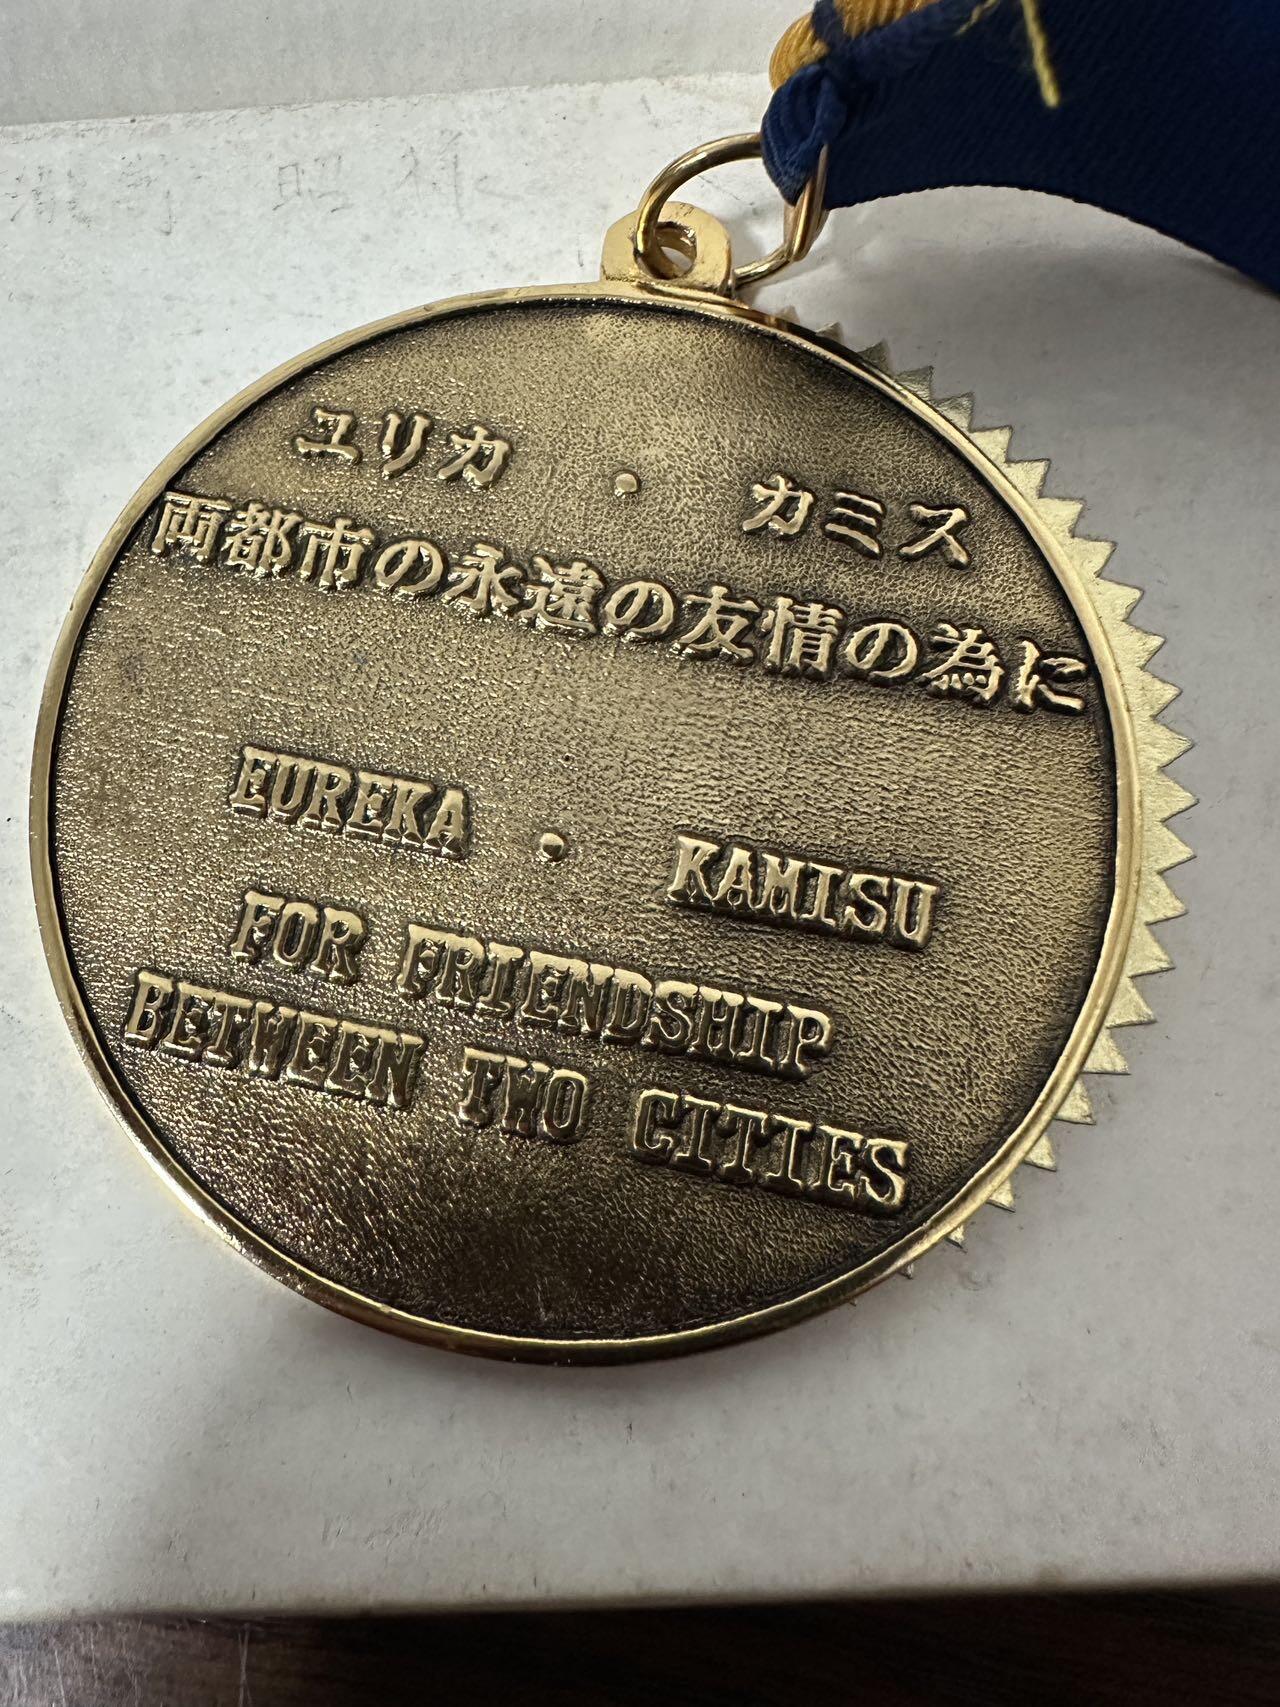 ユリカ・カミス
両都市の永遠の友情の為に
EUREKA・KAMISU
FOR FRIENDSHIP
BETWEEN TWO CITIES